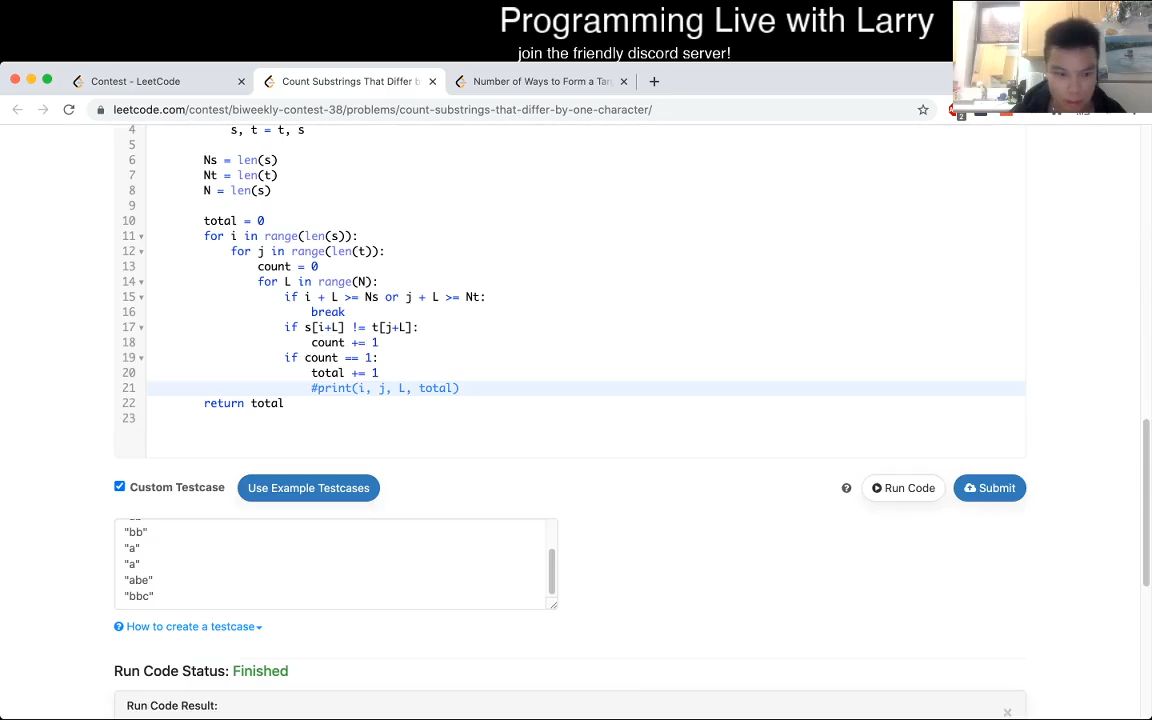 Programming Live with Larry
join the friendly discord server!
Contest - LeetCode
Count Substrings That Differ b
Number of Ways to Form a Tar
leetcode.com/contest/biweekly-contest-38/problems/count-substrings-that-differ-by-one-character/
2
4 s, t = t, s
5
6 Ns = len(s)
7 Nt = len(t)
8 N = len(s)
9
10 total = 0
11 for i in range(len(s)):
12 for j in range(len(t)):
13 count = 0
14 for L in range(N):
15 if i + L >= Ns or j + L >= Nt:
16 break
17 if s[i+L] != t[j+L]:
18 count += 1
19 if count == 1:
20 total += 1
21 #print(i, j, L, total)
22 return total
23
Custom Testcase
Use Example Testcases
Run Code
Submit
"bb"
"a"
"a"
"abe"
"bbc"
How to create a testcase
Run Code Status: Finished
Run Code Result: